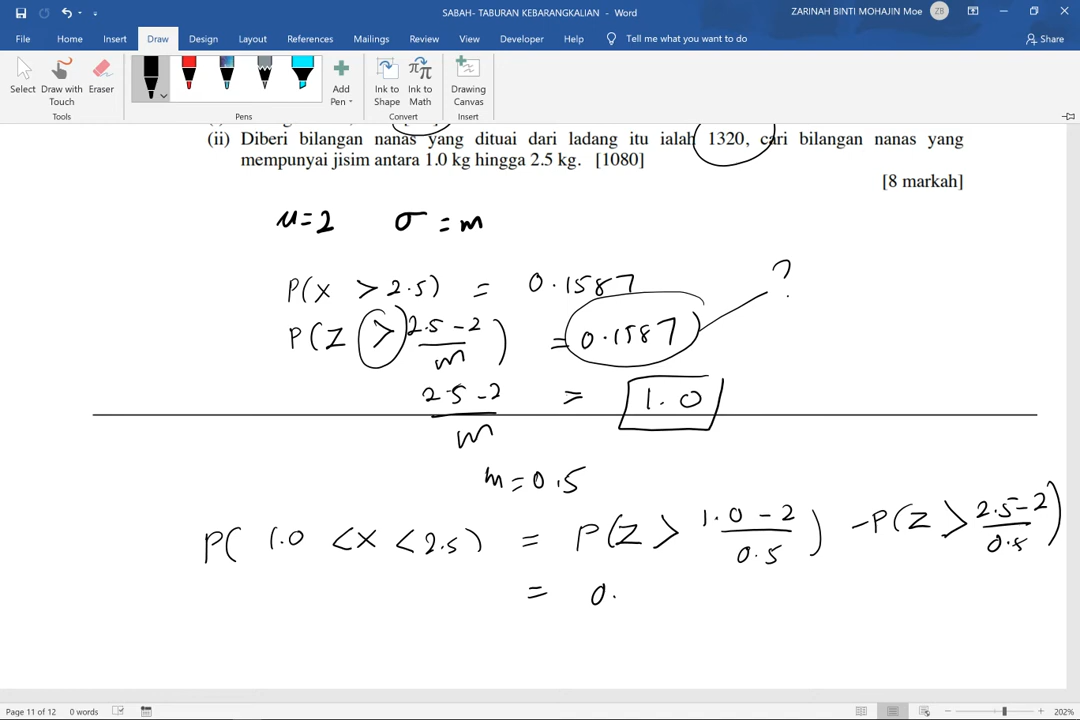 SABAH- TABURAN KEBARANGKALIAN - Word
ZARINAH BINTI MOHAJIN Moe ZB
File Home Insert Draw Design Layout References Mailings Review View Developer Help Tell me what you want to do Share
Select Draw with Touch Eraser Add Pen Ink to Shape Ink to Math Drawing Canvas
Tools Pens Convert Insert
(ii) Diberi bilangan nanas yang dituai dari ladang itu ialah 1320, cari bilangan nanas yang
mempunyai jisim antara 1.0 kg hingga 2.5 kg. [1080]
[8 markah]
μ=2 σ = m
P(X > 2.5) = 0.1587 ?
P(Z > (2.5-2)/m) = 0.1587
(2.5-2)/m = 1.0
m = 0.5
P( 1.0 < X < 2.5) = P(Z > (1.0-2)/0.5) - P(Z > (2.5-2)/0.5)
= 0.
Page 11 of 12 0 words 202%